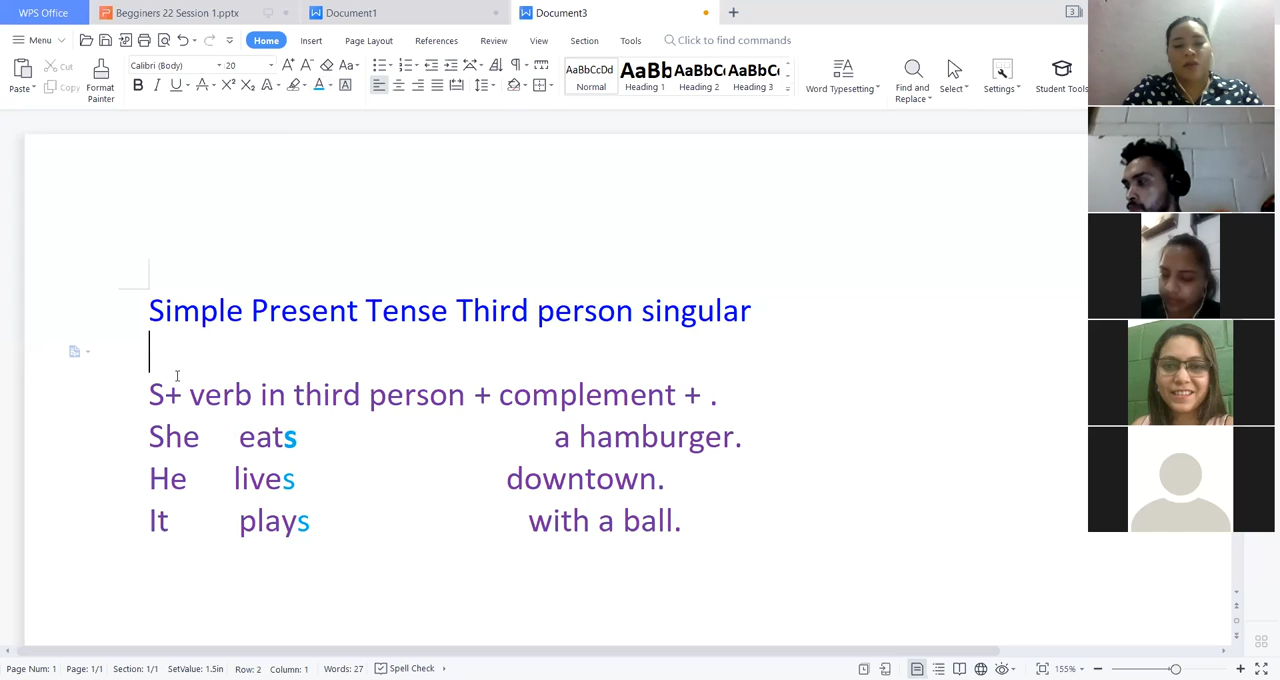 WPS Office Begginers 22 Session 1.pptx Document1 Document3 3
Menu Home Insert Page Layout References Review View Section Tools Click to find commands
Paste Cut Copy Format Painter Calibri (Body) 20 AaBbCcDd Normal AaBb Heading 1 AaBbCc Heading 2 AaBbCc Heading 3 Word Typesetting Find and Replace Select Settings Student Tools
Simple Present Tense Third person singular
S+ verb in third person + complement + .
She eats a hamburger.
He lives downtown.
It plays with a ball.
Page Num: 1 Page: 1/1 Section: 1/1 SetValue: 1.5in Row: 2 Column: 1 Words: 27 Spell Check 155%